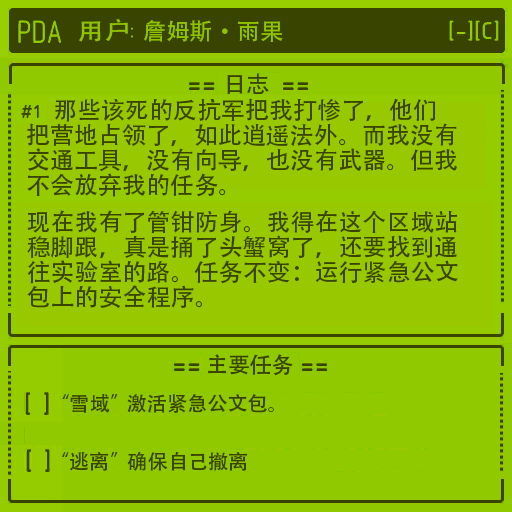 PDA 用户: 詹姆斯·雨果 [-][C]
== 日志 ==
#1 那些该死的反抗军把我打惨了，他们
把营地占领了，如此逍遥法外。而我没有
交通工具，没有向导，也没有武器。但我
不会放弃我的任务。
现在我有了管钳防身。我得在这个区域站
稳脚跟，真是捅了头蟹窝了，还要找到通
往实验室的路。任务不变：运行紧急公文
包上的安全程序。
== 主要任务 ==
[ ] “雪域” 激活紧急公文包。
[ ] “逃离” 确保自己撤离